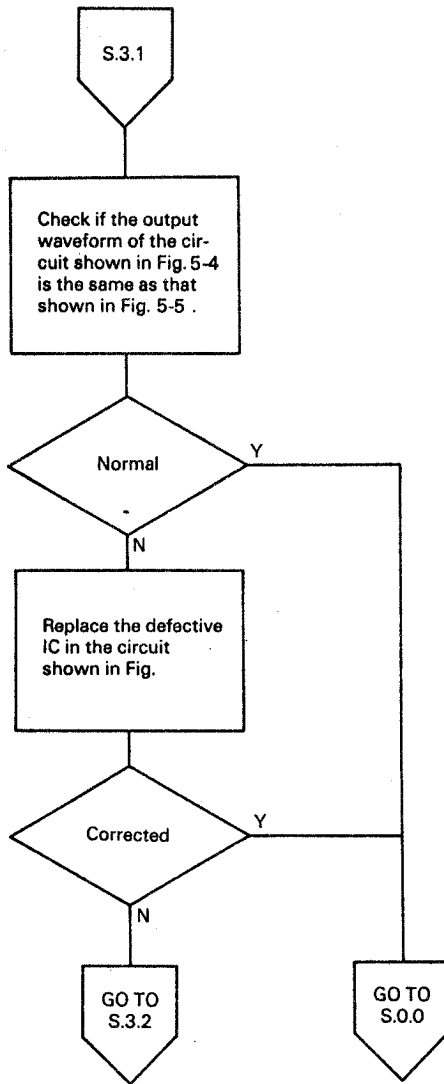 S.3.1
Check if the output
waveform of the cir-
cuit shown in Fig. 5-4
is the same as that
shown in Fig. 5-5 .
Normal
Y
N
Replace the defective
IC in the circuit
shown in Fig.
Corrected
Y
N
GO TO
S.3.2
GO TO
S.0.0